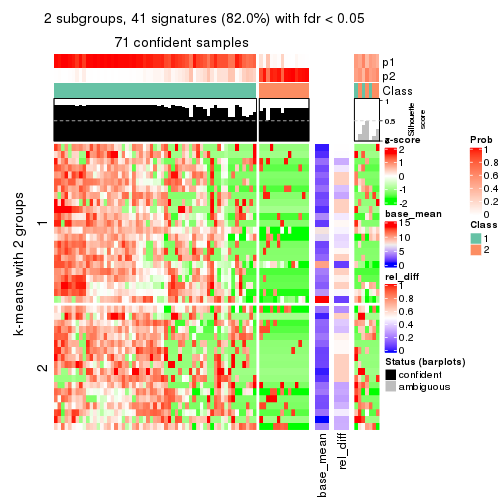 2 subgroups, 41 signatures (82.0%) with fdr < 0.05
71 confident samples
p1
p2
Class
1
0.5
0
Silhouette
score
z-score
2
1
0
-1
-2
base_mean
15
10
5
0
rel_diff
1
0.8
0.6
0.4
0.2
0
Status (barplots)
confident
ambiguous
Prob
1
0.8
0.6
0.4
0.2
0
Class
1
2
k-means with 2 groups
1
2
base_mean
rel_diff